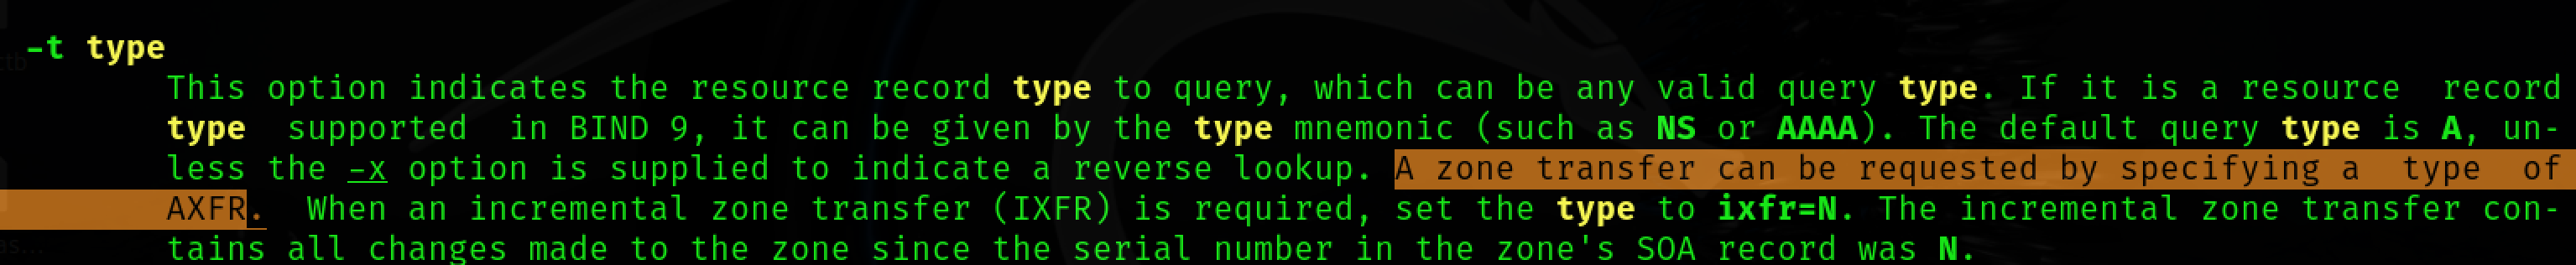 -t type
This option indicates the resource record type to query, which can be any valid query type. If it is a resource  record
type  supported  in BIND 9, it can be given by the type mnemonic (such as NS or AAAA). The default query type is A, un-
less the -x option is supplied to indicate a reverse lookup. A zone transfer can be requested by specifying a  type  of
AXFR.  When an incremental zone transfer (IXFR) is required, set the type to ixfr=N. The incremental zone transfer con-
tains all changes made to the zone since the serial number in the zone's SOA record was N.